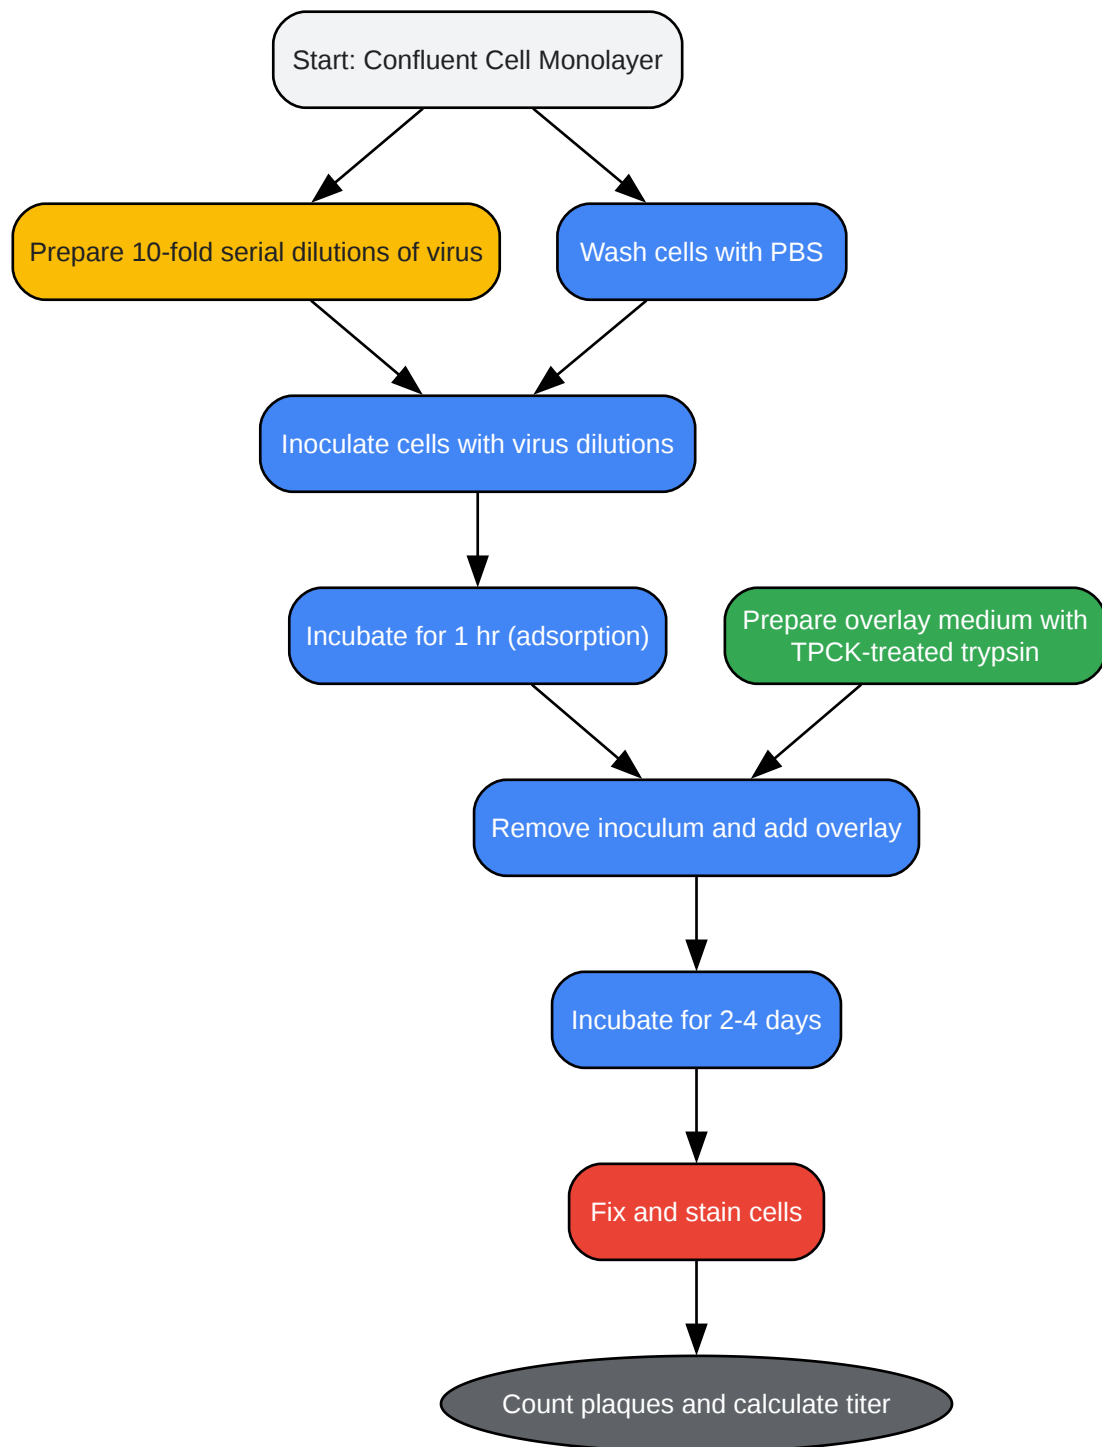 Start: Confluent Cell Monolayer
Prepare 10-fold serial dilutions of virus
Wash cells with PBS
Inoculate cells with virus dilutions
Incubate for 1 hr (adsorption)
Prepare overlay medium with
TPCK-treated trypsin
Remove inoculum and add overlay
Incubate for 2-4 days
Fix and stain cells
Count plaques and calculate titer